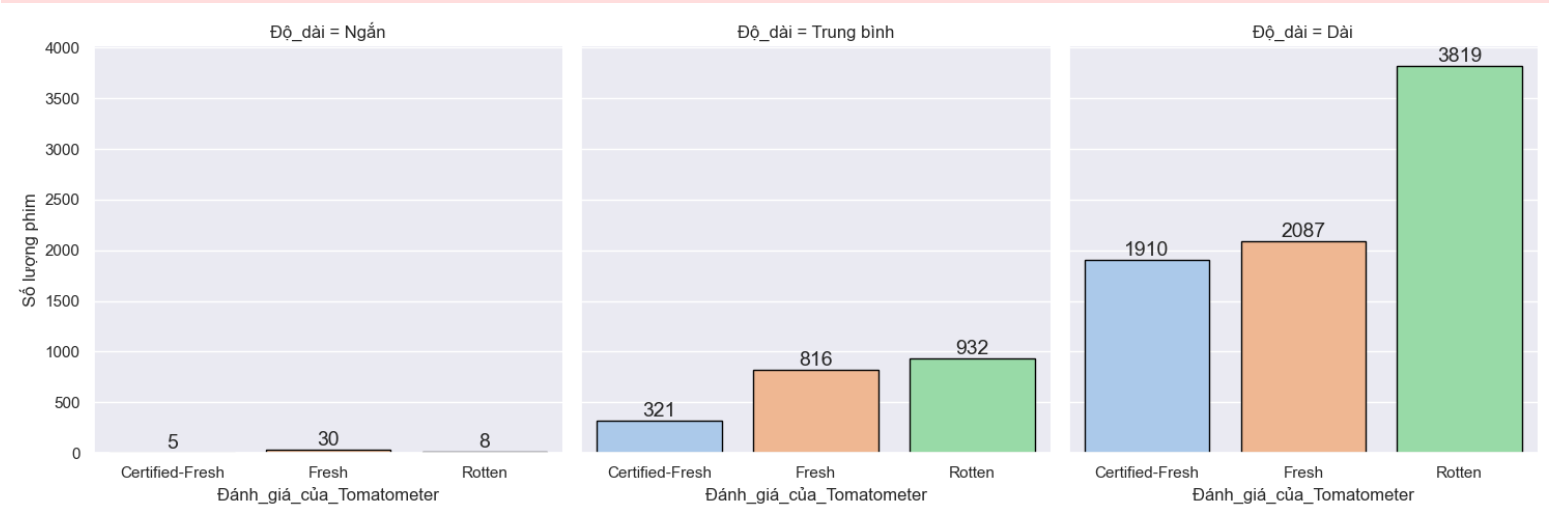 Độ_dài = Ngắn
Độ_dài = Trung bình
Độ_dài = Dài
4000
3500
3000
2500
2000
1500
1000
500
0
Số lượng phim
5
30
8
321
816
932
1910
2087
3819
Certified-Fresh
Fresh
Rotten
Certified-Fresh
Fresh
Rotten
Certified-Fresh
Fresh
Rotten
Đánh_giá_của_Tomatometer
Đánh_giá_của_Tomatometer
Đánh_giá_của_Tomatometer